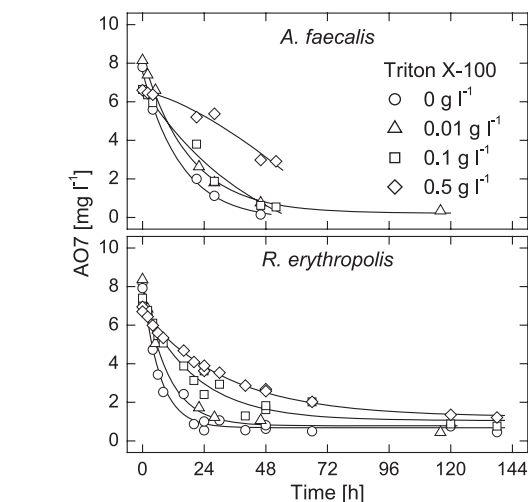 10
A. faecalis
8
Triton X-100
6
0 g l⁻¹
0.01 g l⁻¹
4
0.1 g l⁻¹
2
0.5 g l⁻¹
0
AO7 [mg l⁻¹]
10
R. erythropolis
8
6
4
2
0
0 24 48 72 96 120 144
Time [h]